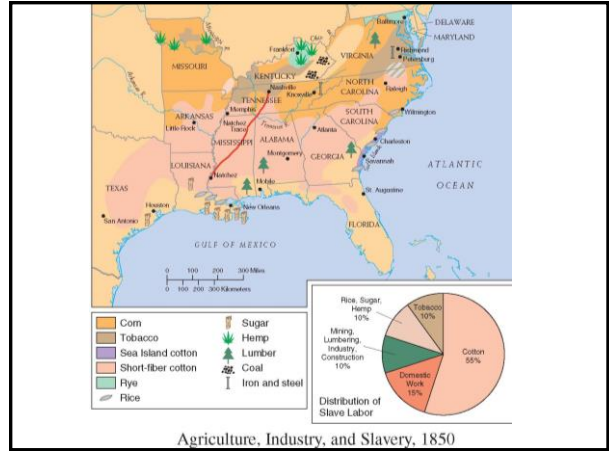 DELAWARE
Baltimore
MARYLAND
Ohio R.
Frankfort
VIRGINIA
Richmond
Petersburg
MISSOURI
KENTUCKY
Arkansas R.
Nashville
Knoxville
NORTH
CAROLINA
Raleigh
TENNESSEE
ARKANSAS
Memphis
SOUTH
CAROLINA
Wilmington
Little Rock
Natchez
Trace
Tennessee
Atlanta
MISSISSIPPI
ALABAMA
Charleston
Montgomery
GEORGIA
Savannah
LOUISIANA
ATLANTIC
OCEAN
TEXAS
Natchez
Mobile
St. Augustine
Houston
New Orleans
San Antonio
FLORIDA
GULF OF MEXICO
0 100 200 300 Miles
0 100 200 300 Kilometers
Corn
Tobacco
Sea Island cotton
Short-fiber cotton
Rye
Rice
Sugar
Hemp
Lumber
Coal
Iron and steel
Rice, Sugar,
Hemp
10%
Tobacco
10%
Mining,
Lumbering,
Industry,
Construction
10%
Cotton
55%
Domestic
Work
15%
Distribution of
Slave Labor
Agriculture, Industry, and Slavery, 1850